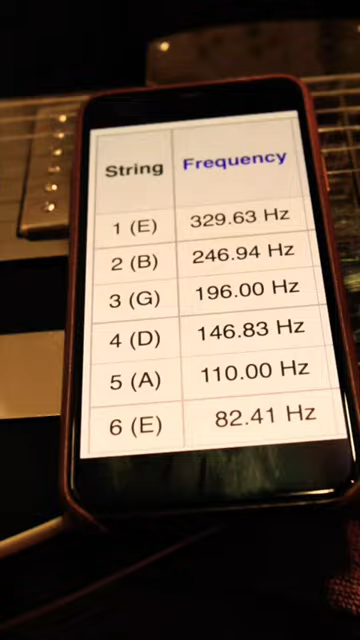 String Frequency
1 (E) 329.63 Hz
2 (B) 246.94 Hz
3 (G) 196.00 Hz
4 (D) 146.83 Hz
5 (A) 110.00 Hz
6 (E) 82.41 Hz